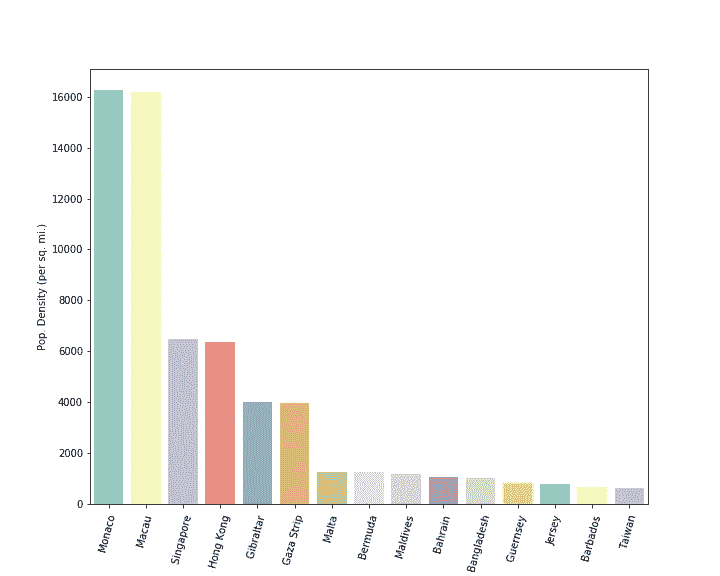 16000
14000
12000
10000
8000
6000
4000
2000
0
Pop. Density (per sq. mi.)
Monaco
Macau
Singapore
Hong Kong
Gibraltar
Gaza Strip
Malta
Bermuda
Maldives
Bahrain
Bangladesh
Guernsey
Jersey
Barbados
Taiwan